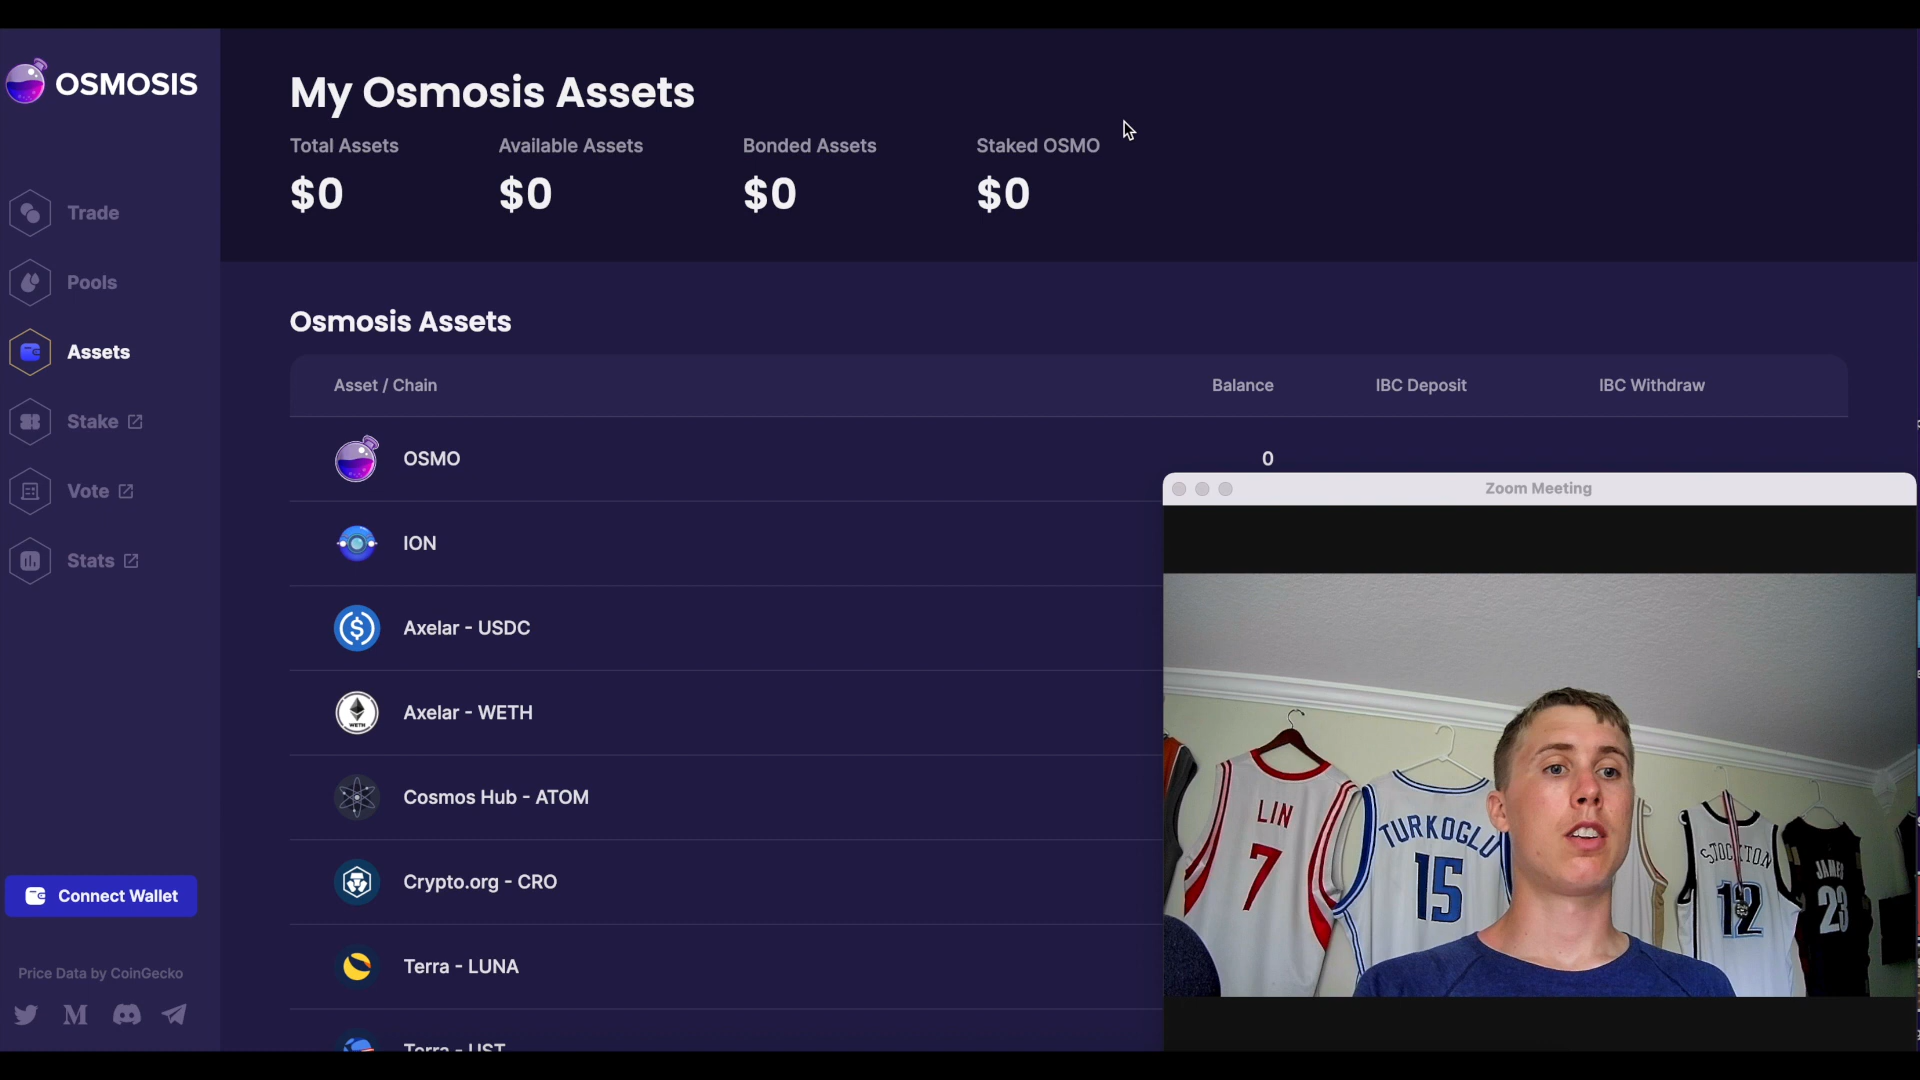 OSMOSIS
Trade
Pools
Assets
Stake
Vote
Stats
Connect Wallet
Price Data by CoinGecko
My Osmosis Assets
Total Assets
Available Assets
Bonded Assets
Staked OSMO
$0
$0
$0
$0
Osmosis Assets
Asset / Chain
Balance
IBC Deposit
IBC Withdraw
OSMO
0
ION
Axelar - USDC
WETH
Axelar - WETH
Cosmos Hub - ATOM
Crypto.org - CRO
Terra - LUNA
Terra - UST
Zoom Meeting
LIN
7
TURKOGLU
15
STOCKTON
12
JAMES
23